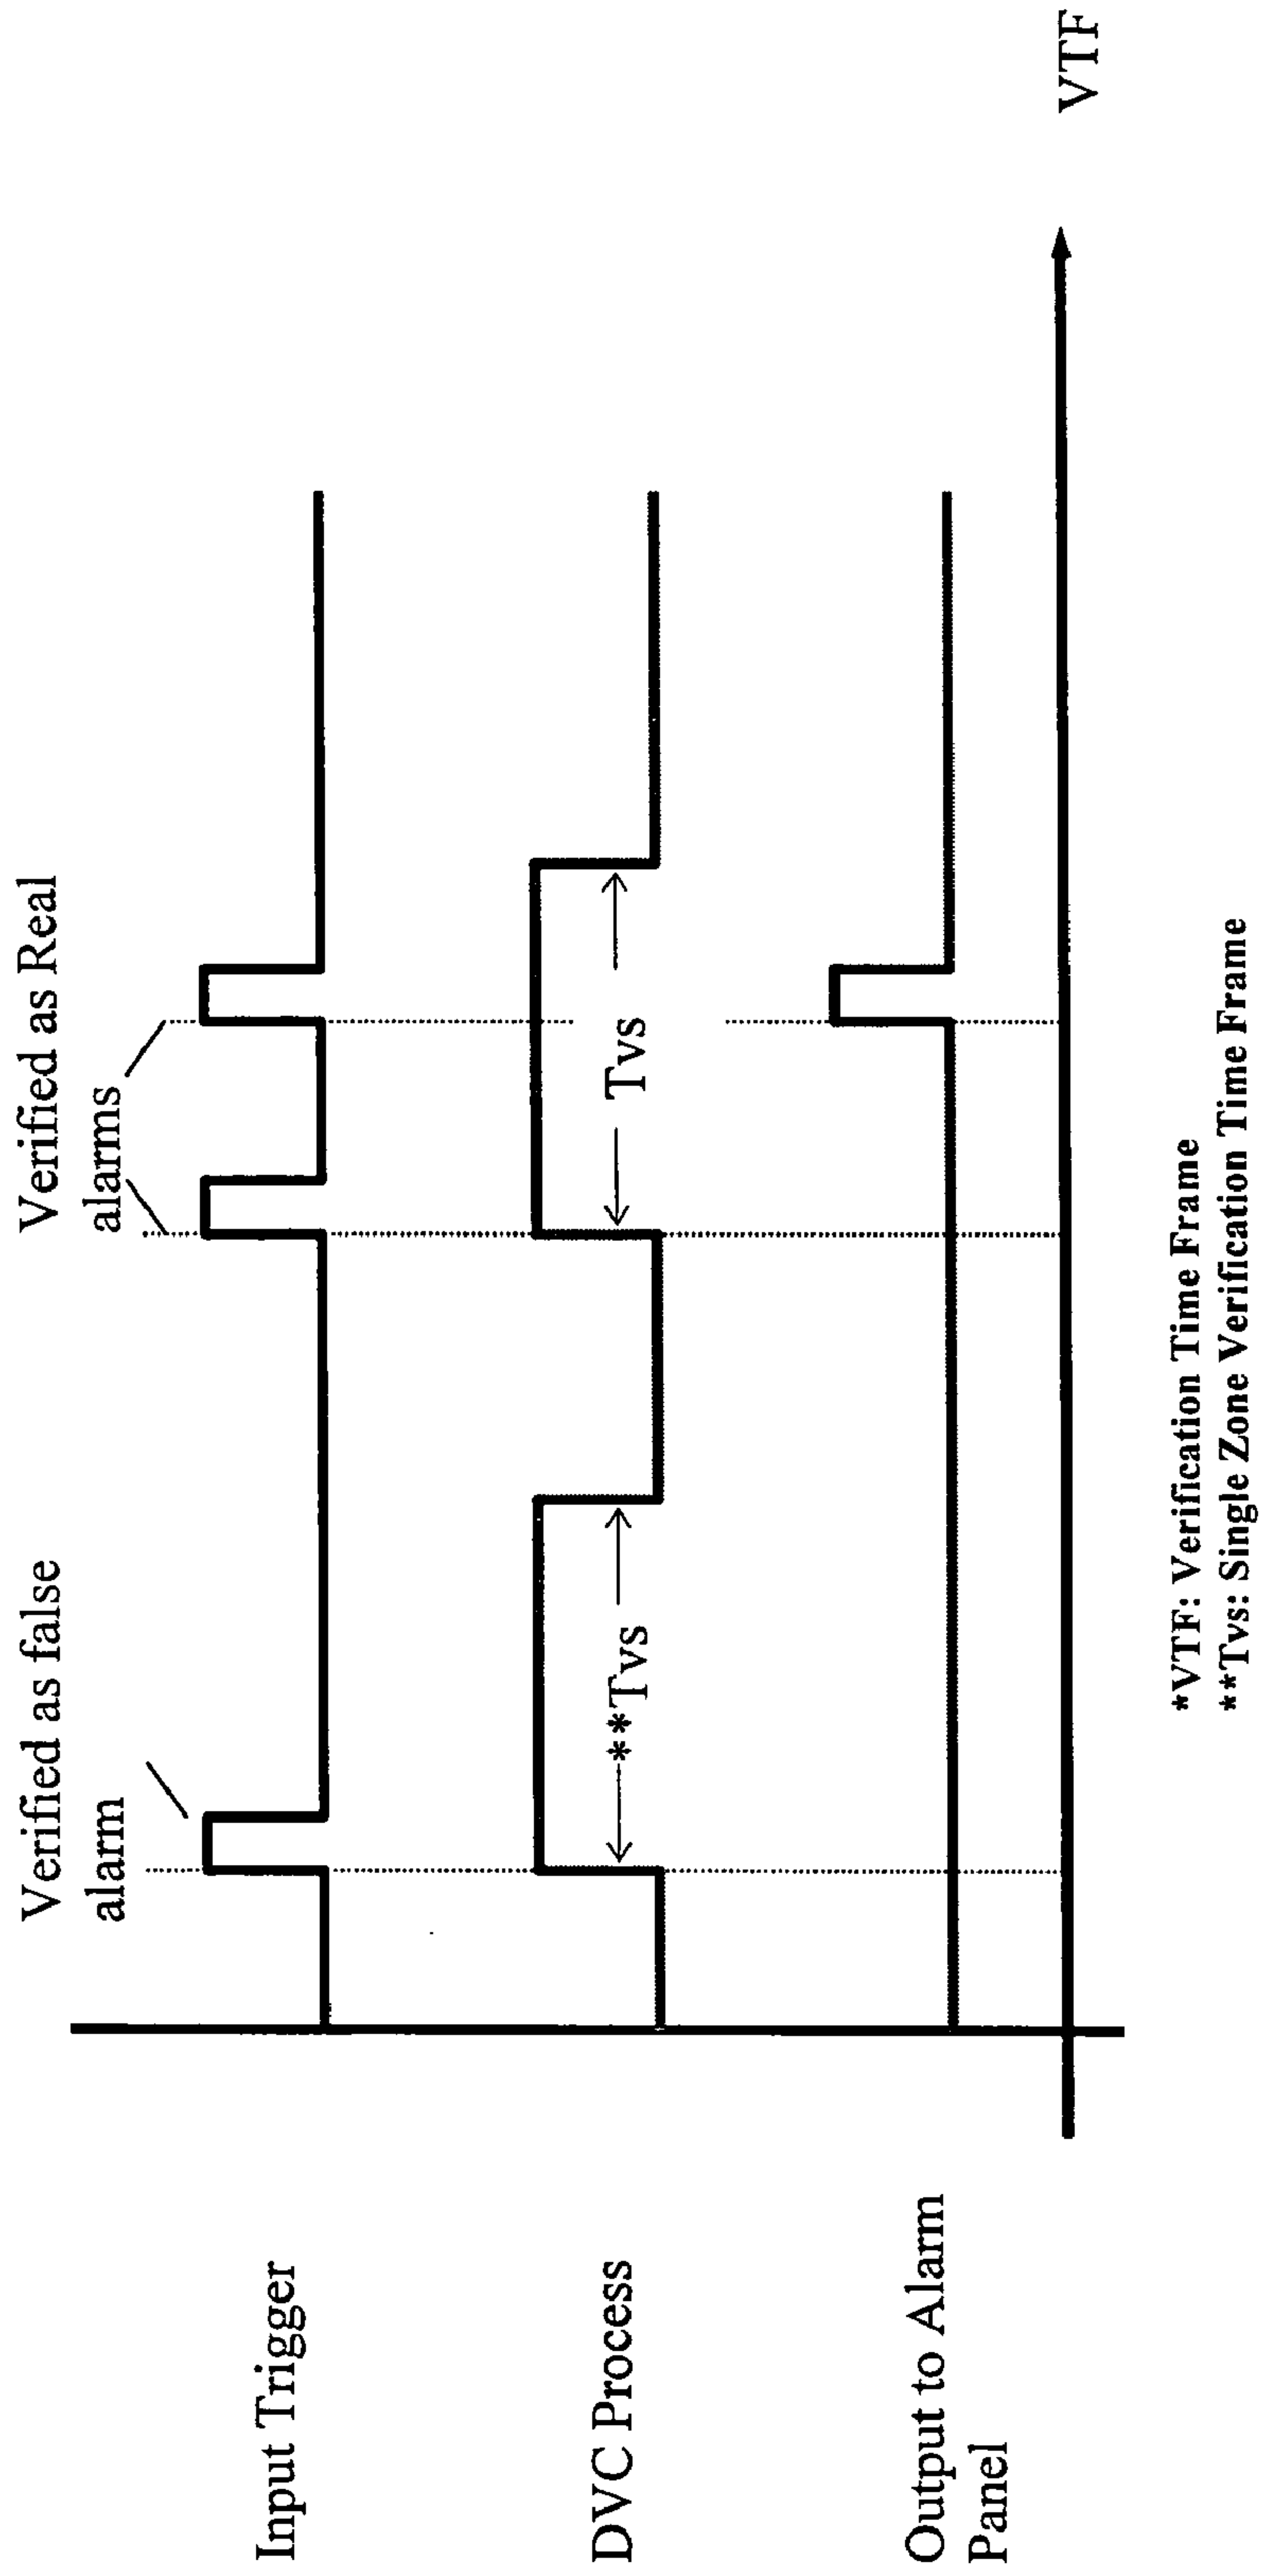 Verified as false
alarm
Verified as Real
alarms
Input Trigger
DVC Process
**Tvs
Tvs
Output to Alarm
Panel
VTF
*VTF: Verification Time Frame
**Tvs: Single Zone Verification Time Frame